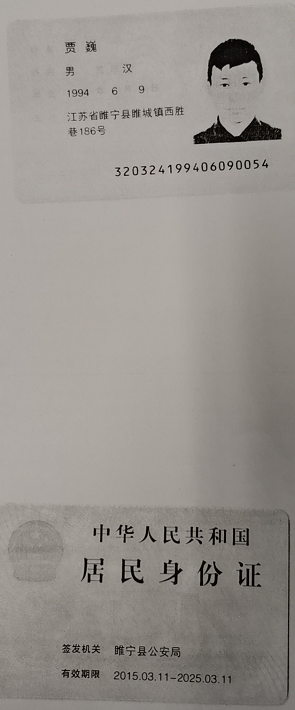 贾巍
男 汉
1994 6 9
江苏省睢宁县睢城镇西胜
巷186号
320324199406090054
中华人民共和国
居民身份证
签发机关 睢宁县公安局
有效期限 2015.03.11-2025.03.11